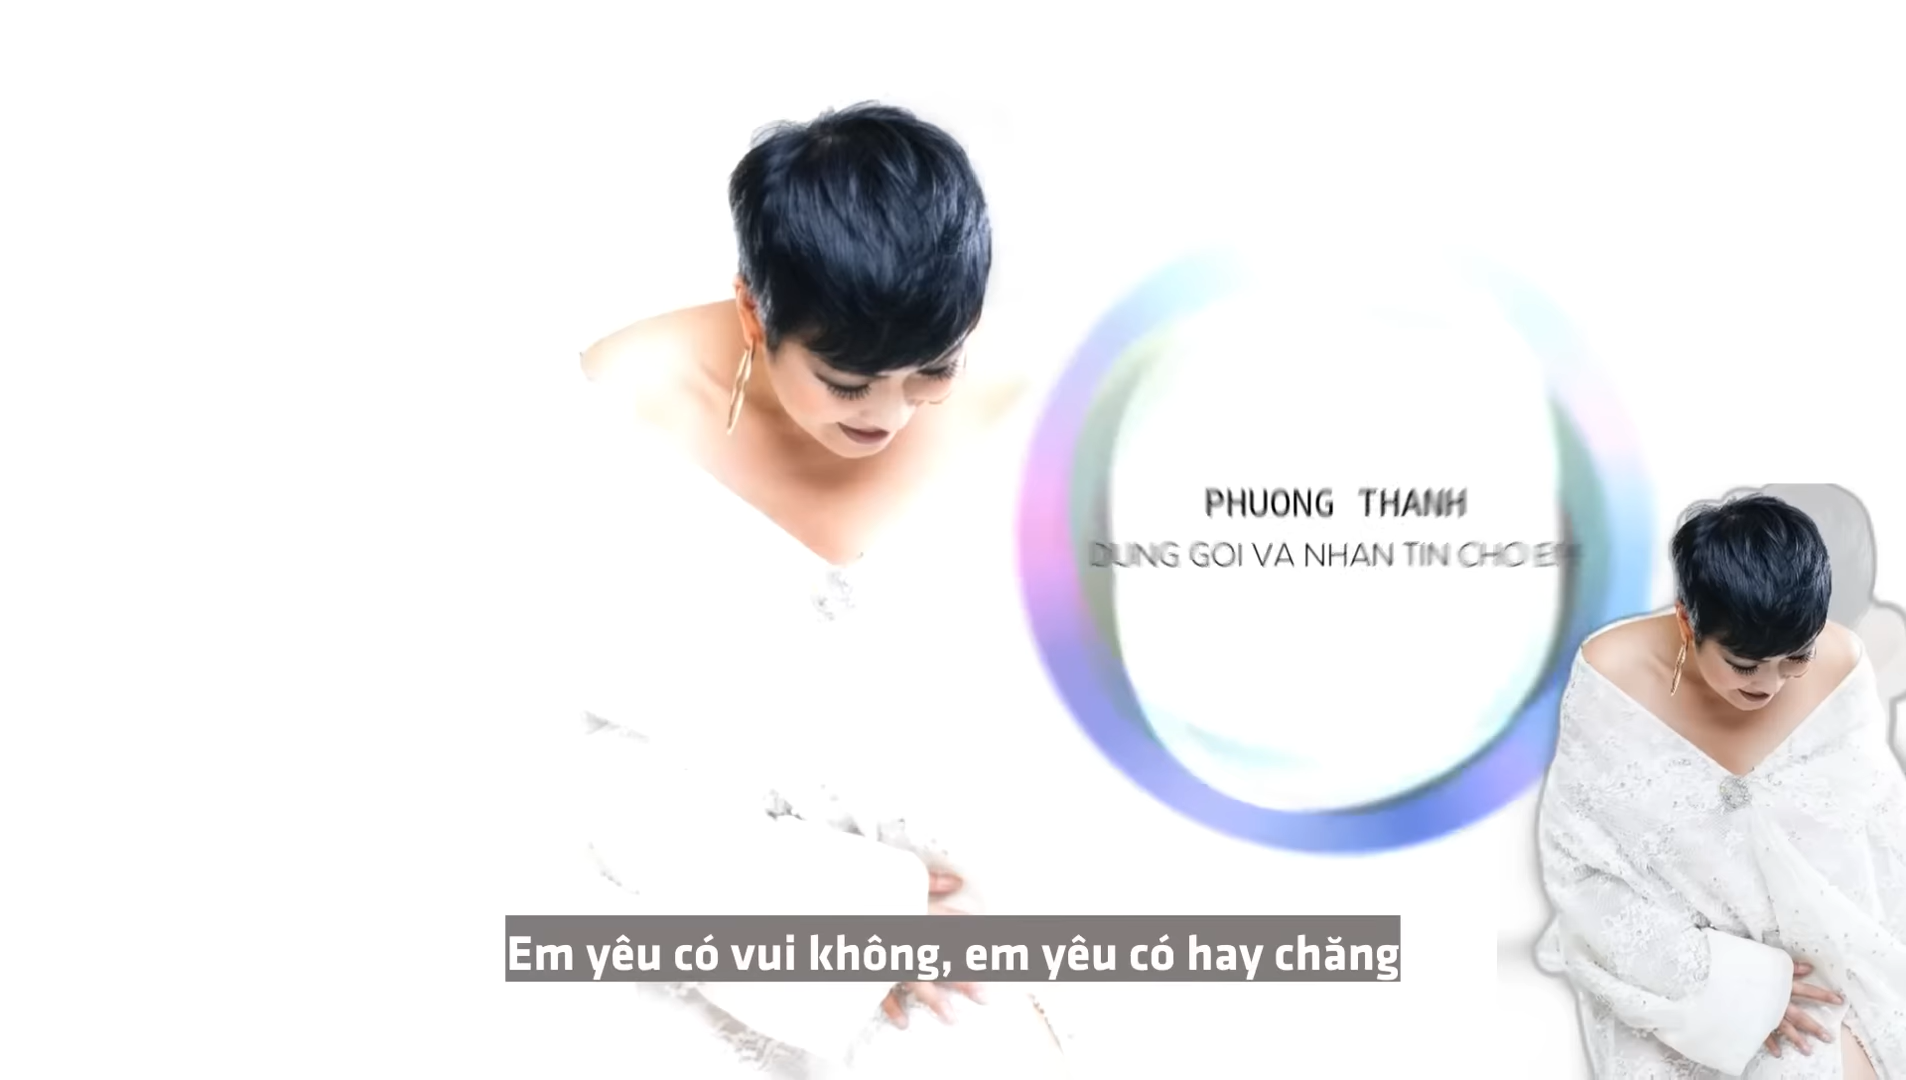 PHUONG THANH
DUNG GOI VA NHAN TIN CHO EM
Em yêu có vui không, em yêu có hay chăng